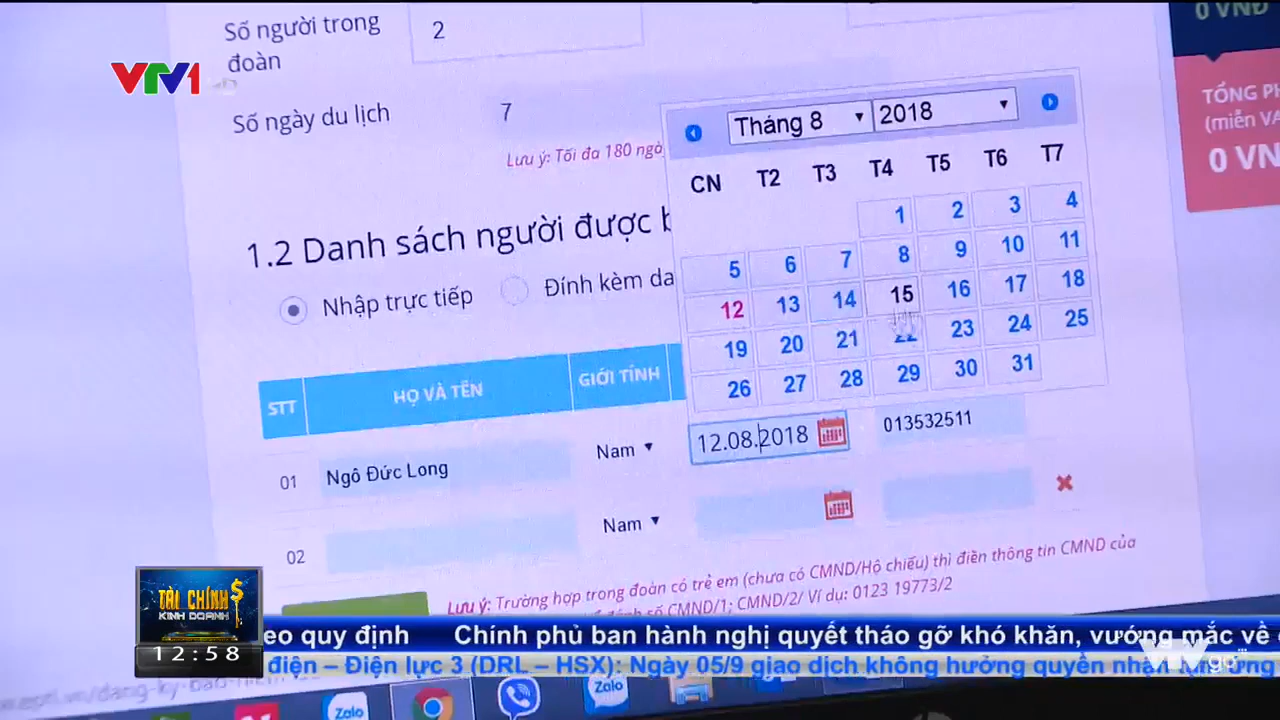 0 VNĐ
Số người trong
đoàn
2
VTV1
Số ngày du lịch
7
Lưu ý: Tối đa 180
TỔNG
(miễn
0
Tháng 8 2018
CN T2 T3 T4 T5 T6 T7
1 2 3 4
5 6 7 8 9 10 11
12 13 14 15 16 17 18
19 20 21 22 23 24 25
26 27 28 29 30 31
1.2 Danh sách người được
Nhập trực tiếp Đính kèm
STT HỌ VÀ TÊN GIỚI TÍNH
01 Ngô Đức Long Nam 12.08.2018 013532511
02 Nam
Lưu ý: Trường hợp trong đoàn có trẻ em (chưa có CMND/Hộ chiếu) thì điền thông tin CMND của
số CMND/1; CMND/2/ Ví dụ: 0123 19773/2
TÀI CHÍNH
KINH DOANH
12:58
quy định Chính phủ ban hành nghị quyết tháo gỡ khó khăn, vướng mắc về
điện – Điện lực 3 (DRL – HSX): Ngày 05/9 giao dịch không hưởng quyền nhận
VTVgo
Zalo
Zalo